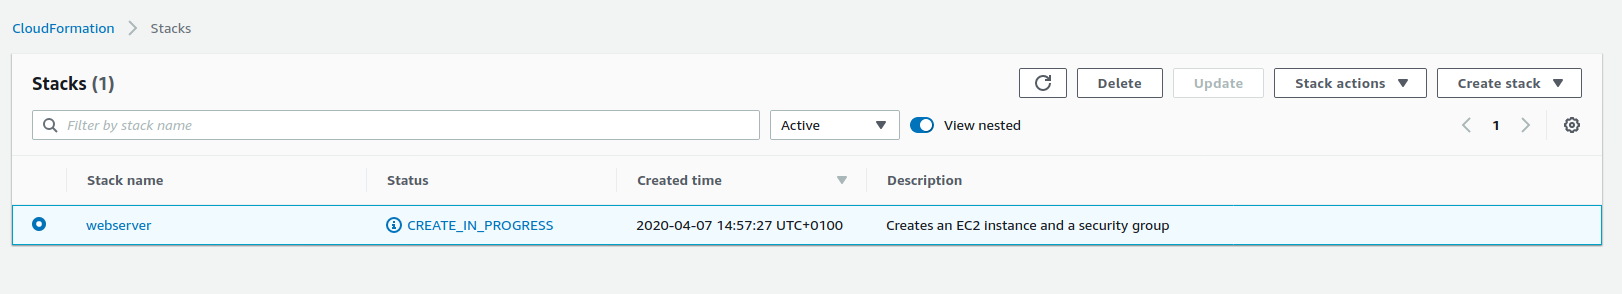 CloudFormation > Stacks
Stacks (1) Delete Update Stack actions Create stack
Filter by stack name Active View nested 1
Stack name Status Created time Description
webserver CREATE_IN_PROGRESS 2020-04-07 14:57:27 UTC+0100 Creates an EC2 instance and a security group